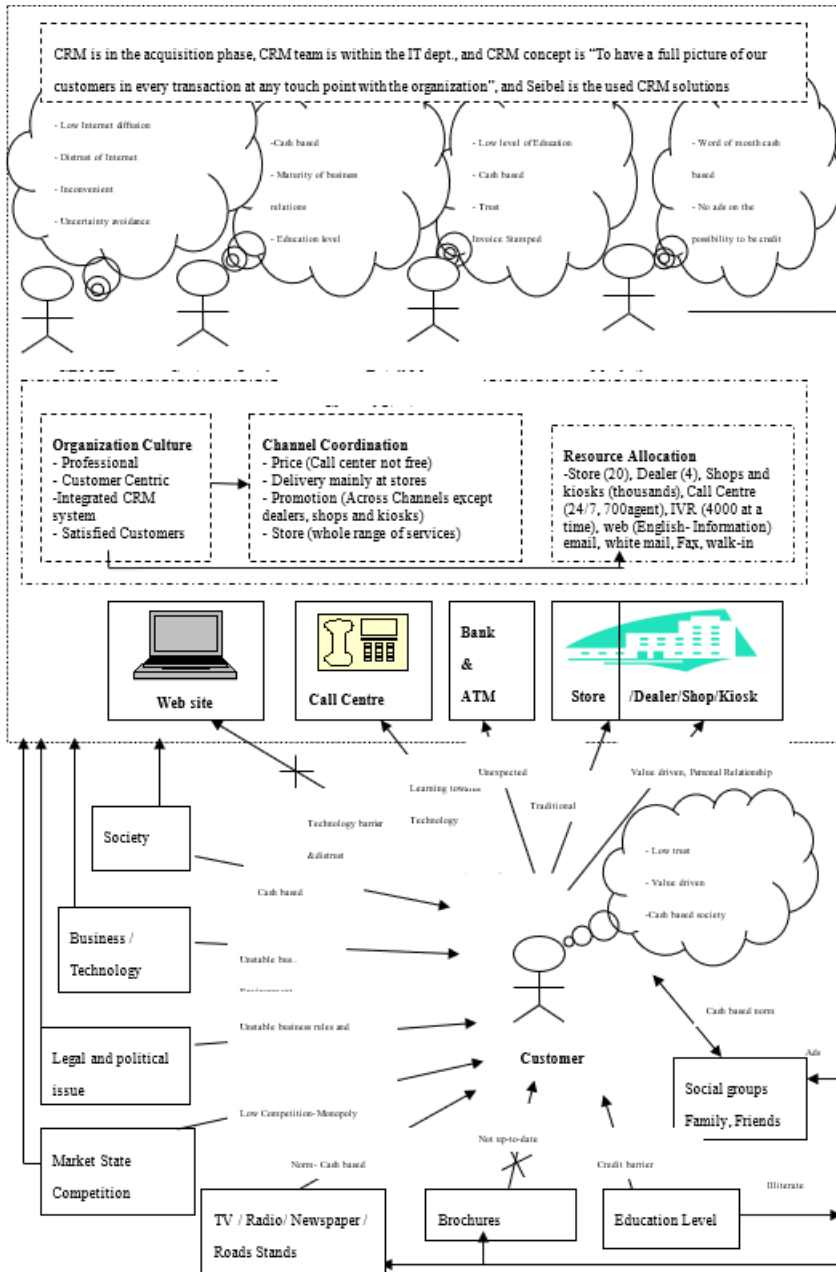 CRM is in the acquisition phase, CRM team is within the IT dept., and CRM concept is “To have a full picture of our
customers in every transaction at any touch point with the organization”, and Seibel is the used CRM solutions
- Low Internet diffusion
- Distrust of Internet
- Inconvenient
- Uncertainty avoidance
-Cash based
- Maturity of business
relations
- Education level
- Low level of Education
- Cash based
- Trust
Invoice Stamped
- Word of mouth cash
based
- No ads on the
possibility to be credit
Organization Culture
- Professional
- Customer Centric
-Integrated CRM
system
- Satisfied Customers
Channel Coordination
- Price (Call center not free)
- Delivery mainly at stores
- Promotion (Across Channels except
dealers, shops and kiosks)
- Store (whole range of services)
Resource Allocation
-Store (20), Dealer (4), Shops and
kiosks (thousands), Call Centre
(24/7, 700agent), IVR (4000 at a
time), web (English- Information)
email, white mail, Fax, walk-in
Web site
Call Centre
Bank
&
ATM
Store
/Dealer/Shop/Kiosk
Technology barrier
&distrust
Learning towards
Technology
Unexpected
Traditional
Value driven, Personal Relationship
Society
Cash based
- Low trust
- Value driven
-Cash based society
Business /
Technology
Unstable bus..
Legal and political
issue
Unstable business rules and
Customer
Cash based norm
Ads
Social groups
Family, Friends
Market State
Competition
Low Competition- Monopoly
Norm- Cash based
Not up-to-date
Credit barrier
Illiterate
TV / Radio/ Newspaper /
Roads Stands
Brochures
Education Level